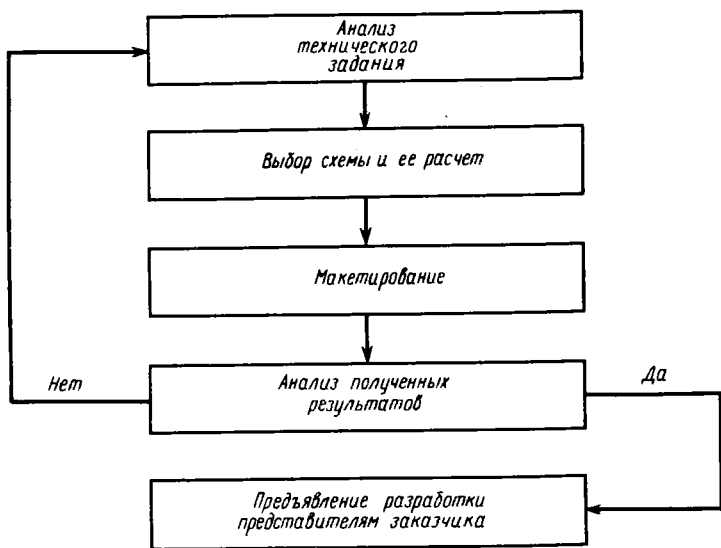 Анализ
технического
задания
Выбор схемы и ее расчет
Макетирование
Нет
Анализ полученных
результатов
Да
Предъявление разработки
представителям заказчика